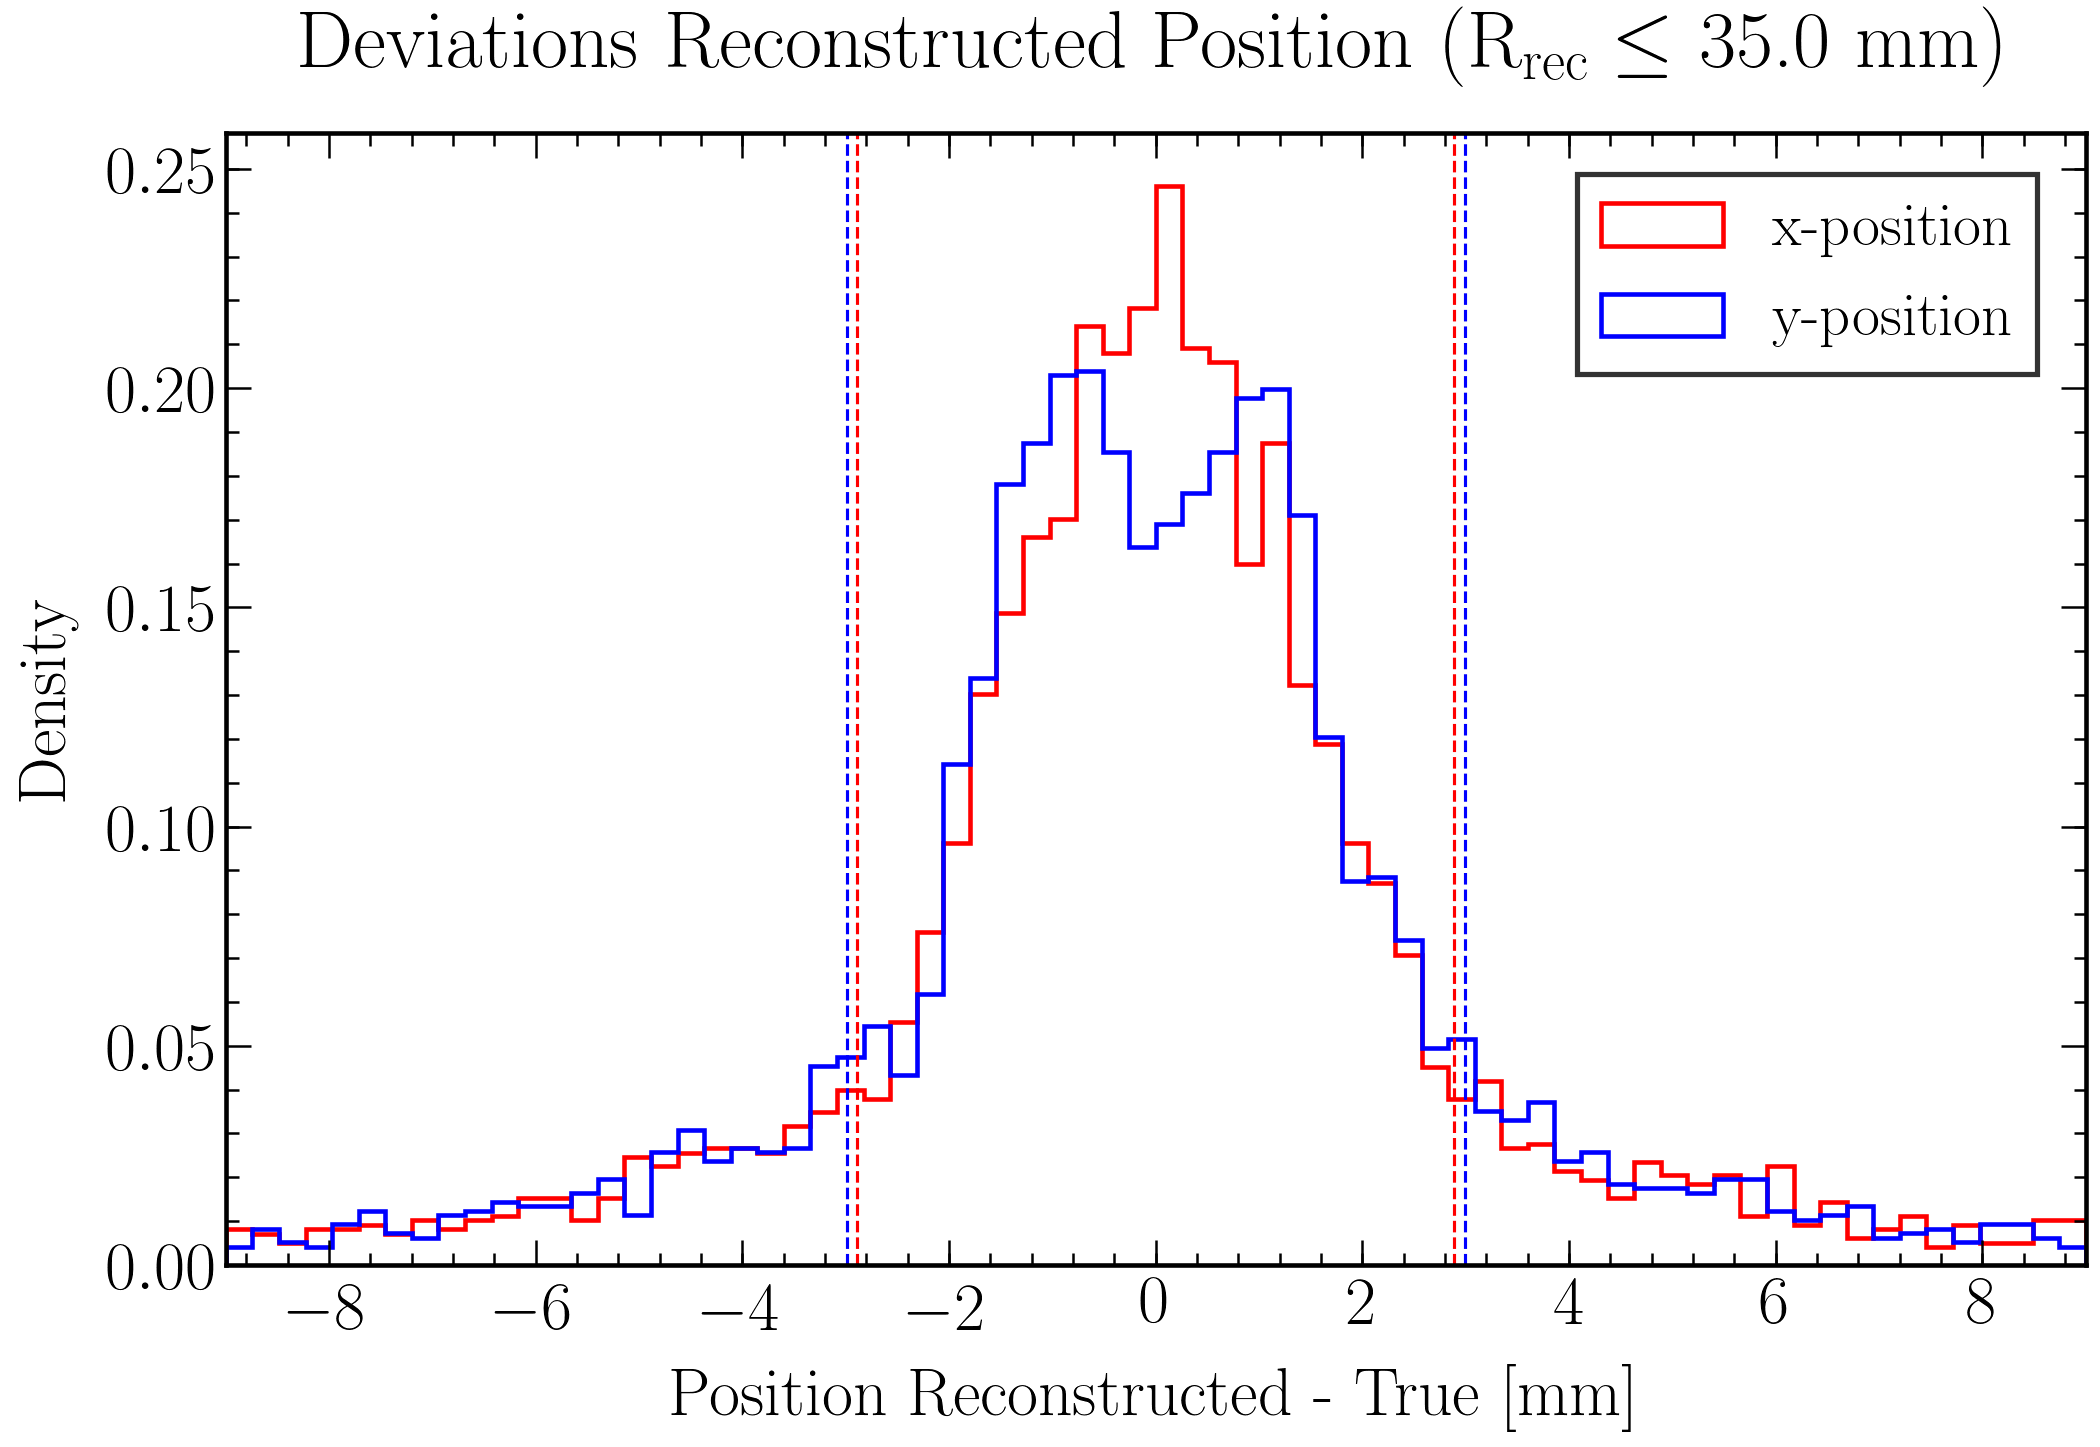 Deviations Reconstructed Position (R_rec ≤ 35.0 mm)
0.25
0.20
0.15
0.10
0.05
0.00
Density
x-position
y-position
−8 −6 −4 −2 0 2 4 6 8
Position Reconstructed - True [mm]